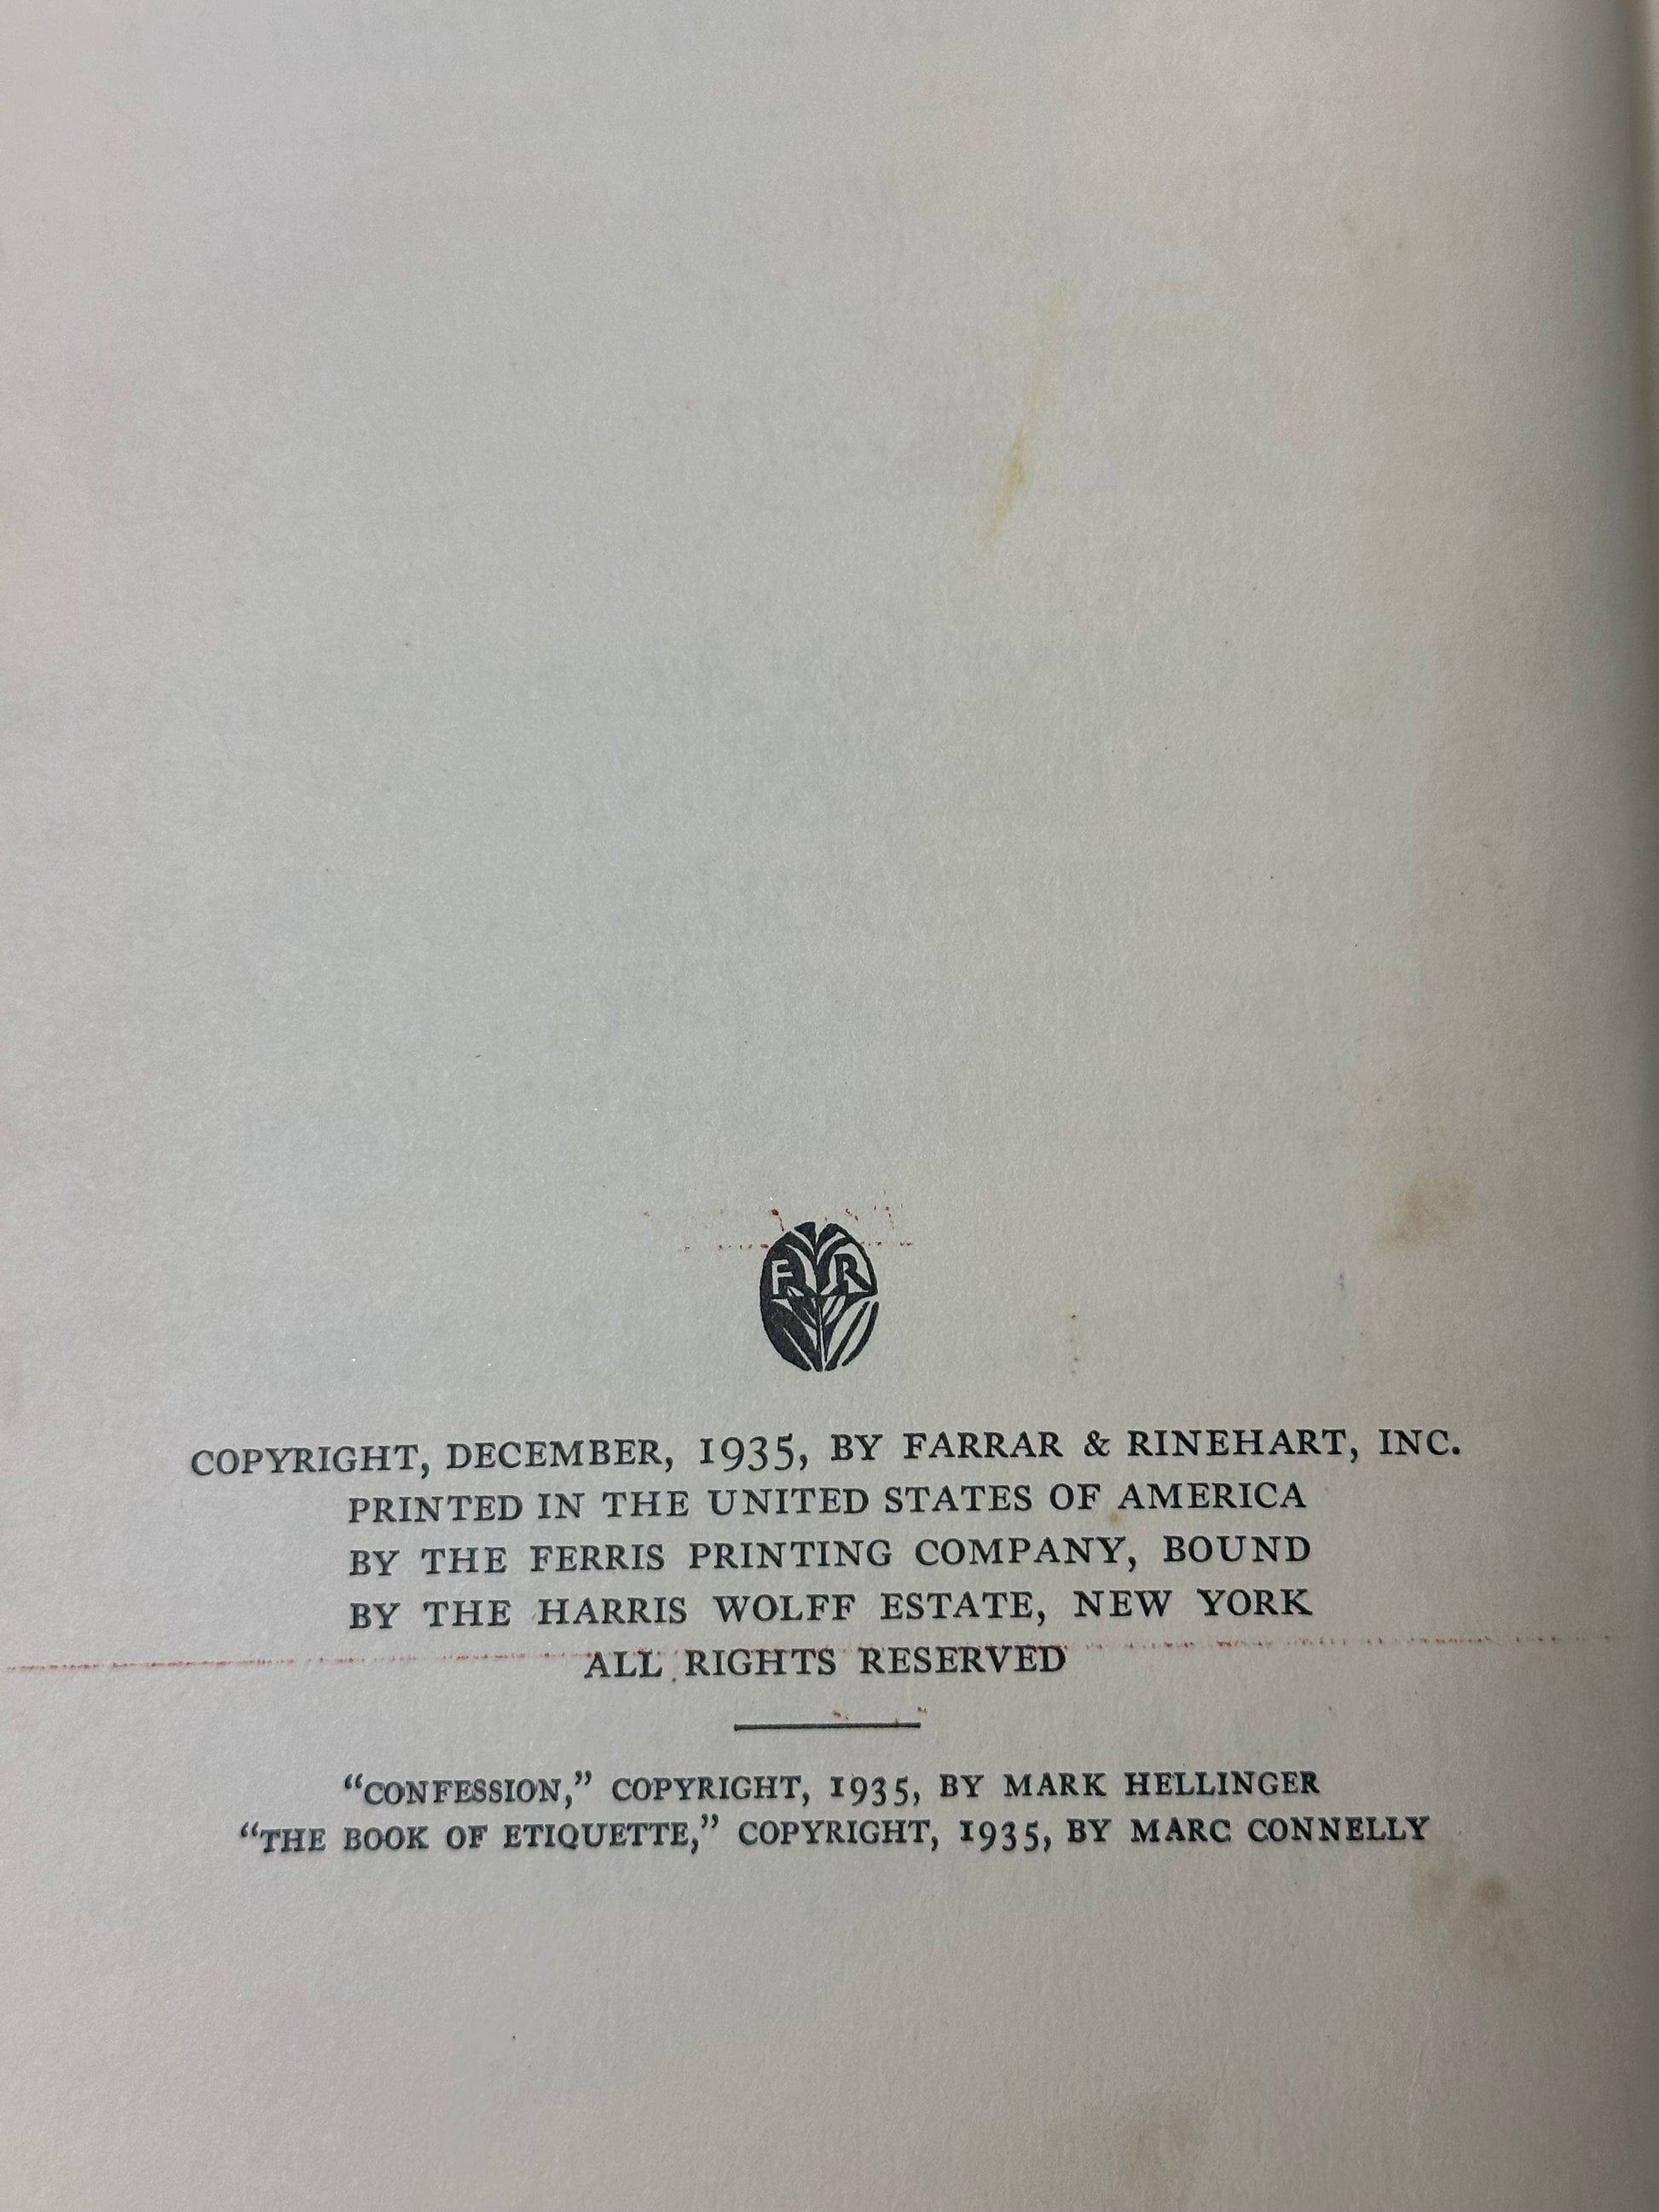 F R
COPYRIGHT, DECEMBER, 1935, BY FARRAR & RINEHART, INC.
PRINTED IN THE UNITED STATES OF AMERICA
BY THE FERRIS PRINTING COMPANY, BOUND
BY THE HARRIS WOLFF ESTATE, NEW YORK
ALL RIGHTS RESERVED
“CONFESSION,” COPYRIGHT, 1935, BY MARK HELLINGER
“THE BOOK OF ETIQUETTE,” COPYRIGHT, 1935, BY MARC CONNELLY